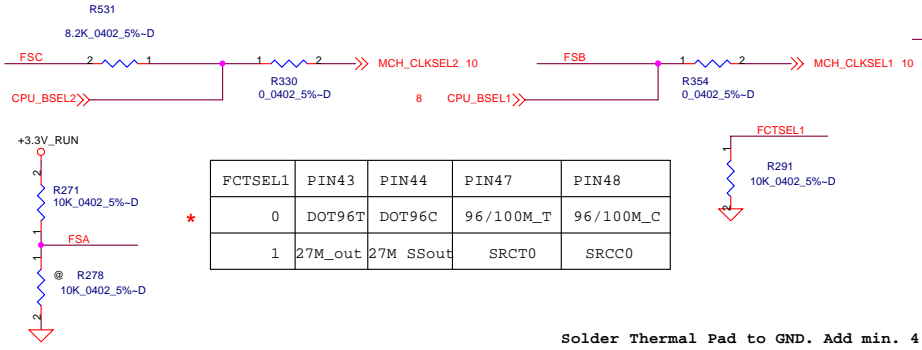 R531
8.2K_0402_5%~D
FSC 2 1 1 2 MCH_CLKSEL2 10
R330
0_0402_5%~D
CPU_BSEL2
FSB 1 2 MCH_CLKSEL1 10
R354
0_0402_5%~D
8 CPU_BSEL1
+3.3V_RUN
2
R271
10K_0402_5%~D
1
FSA
1
@ R278
10K_0402_5%~D
2
* 
FCTSEL1 PIN43 PIN44 PIN47 PIN48
0 DOT96T DOT96C 96/100M_T 96/100M_C
1 27M_out 27M SSout SRCT0 SRCC0
FCTSEL1
1
R291
10K_0402_5%~D
2
Solder Thermal Pad to GND. Add min. 4